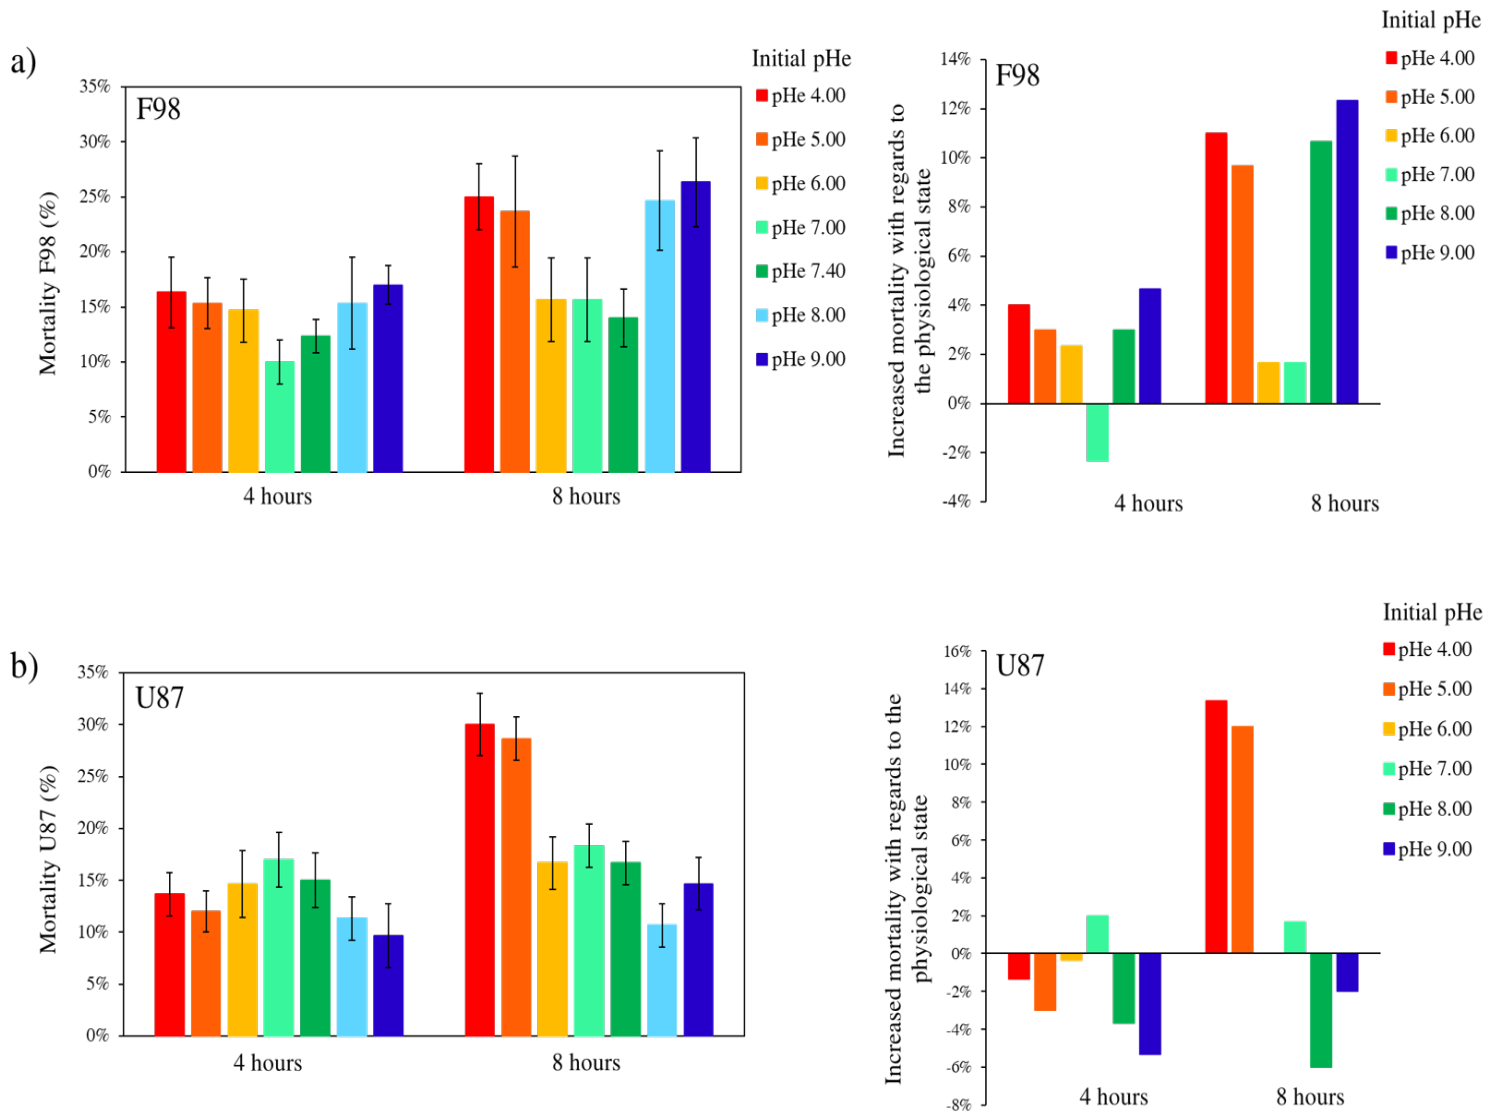 a)
F98
Mortality F98 (%)
35%
30%
25%
20%
15%
10%
5%
0%
4 hours
8 hours
Initial pHe
pHe 4.00
pHe 5.00
pHe 6.00
pHe 7.00
pHe 7.40
pHe 8.00
pHe 9.00
F98
Increased mortality with regards to
the physiological state
14%
12%
10%
8%
6%
4%
2%
0%
-2%
-4%
4 hours
8 hours
Initial pHe
pHe 4.00
pHe 5.00
pHe 6.00
pHe 7.00
pHe 8.00
pHe 9.00
b)
U87
Mortality U87 (%)
35%
30%
25%
20%
15%
10%
5%
0%
4 hours
8 hours
U87
Increased mortality with regards to the
physiological state
16%
14%
12%
10%
8%
6%
4%
2%
0%
-2%
-4%
-6%
-8%
4 hours
8 hours
Initial pHe
pHe 4.00
pHe 5.00
pHe 6.00
pHe 7.00
pHe 8.00
pHe 9.00